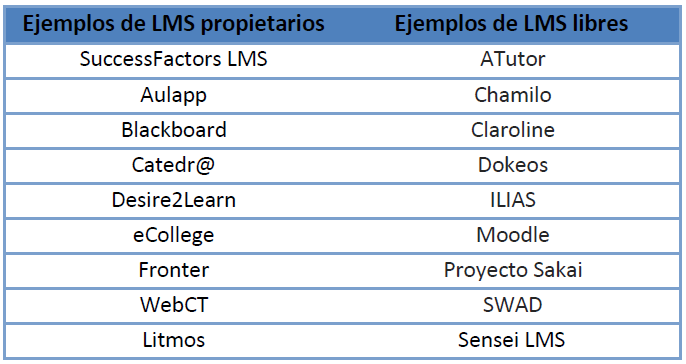 Ejemplos de LMS propietarios Ejemplos de LMS libres
SuccessFactors LMS ATutor
Aulapp Chamilo
Blackboard Claroline
Catedr@ Dokeos
Desire2Learn ILIAS
eCollege Moodle
Fronter Proyecto Sakai
WebCT SWAD
Litmos Sensei LMS